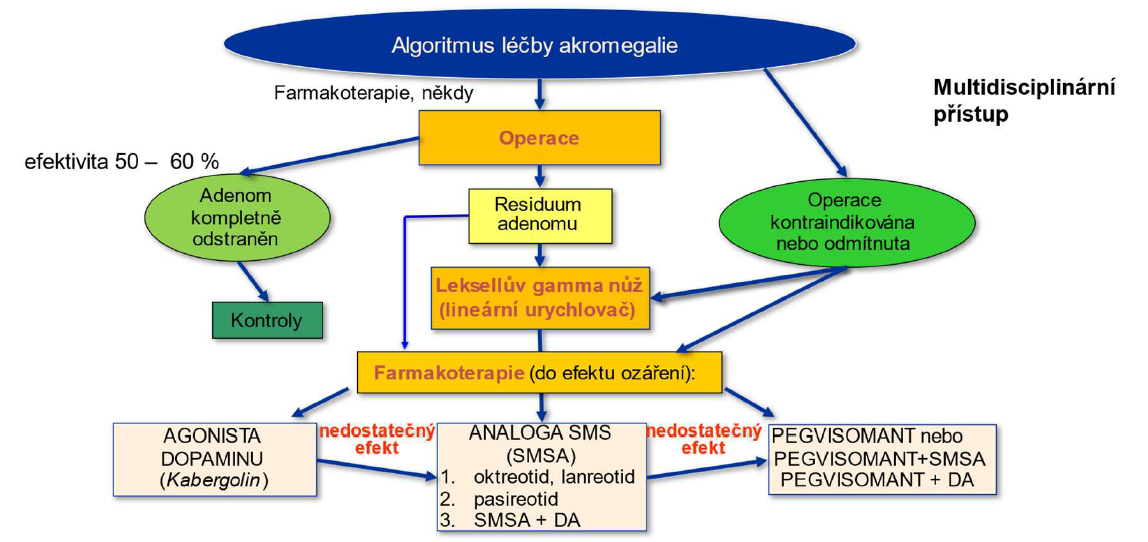 Algoritmus léčby akromegalie
Farmakoterapie, někdy
Multidisciplinární
přístup
Operace
efektivita 50 – 60 %
Adenom
kompletně
odstraněn
Residuum
adenomu
Operace
kontraindikována
nebo odmítnuta
Leksellův gamma nůž
(lineární urychlovač)
Kontroly
Farmakoterapie (do efektu ozáření):
AGONISTA
DOPAMINU
(Kabergolin)
nedostatečný
efekt
ANALOGA SMS
(SMSA)
1. oktreotid, lanreotid
2. pasireotid
3. SMSA + DA
nedostatečný
efekt
PEGVISOMANT nebo
PEGVISOMANT+SMSA
PEGVISOMANT + DA